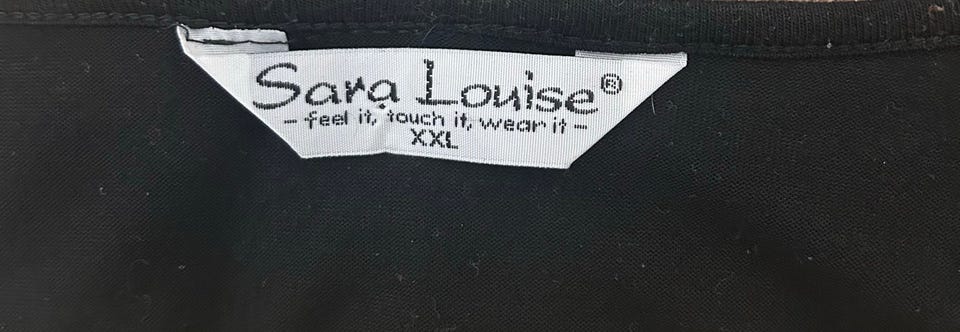 Sara Louise®
- feel it, touch it, wear it -
XXL